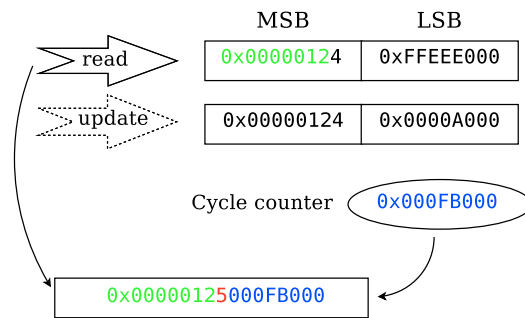 MSB LSB
read 0x00000124 0xFFEEE000
update 0x00000124 0x0000A000
Cycle counter 0x000FB000
0x00000125000FB000